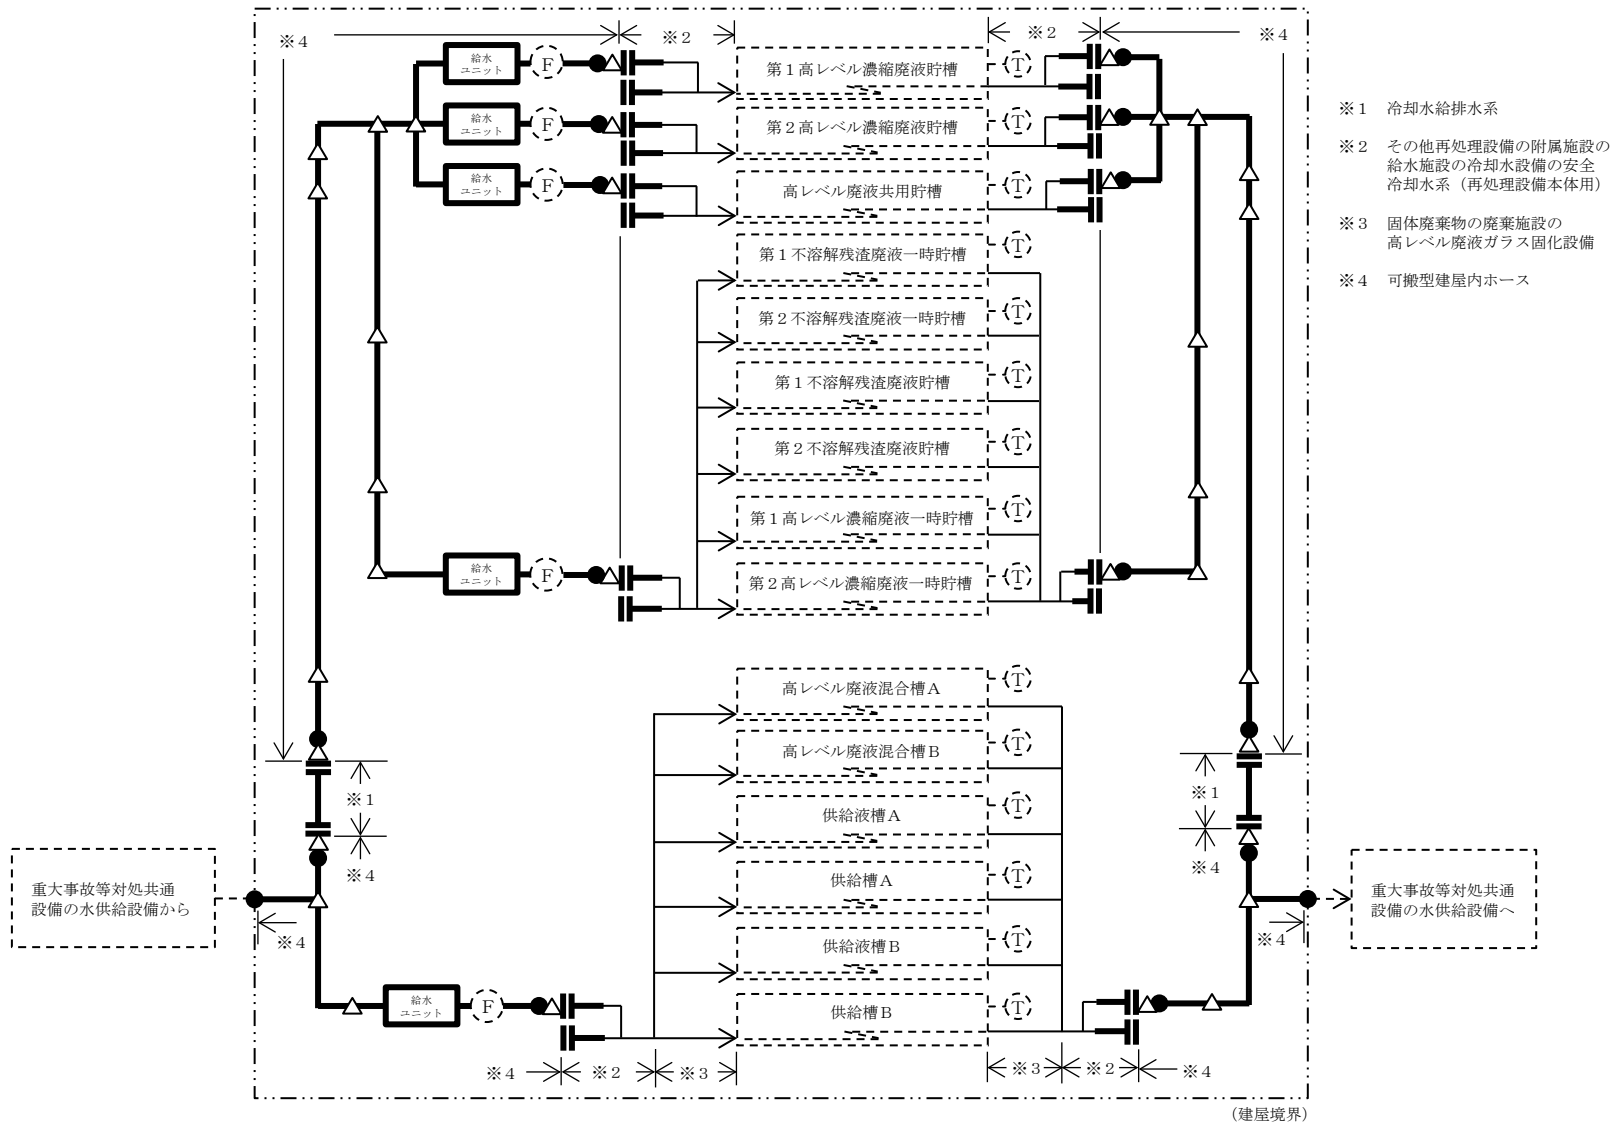 ※４
※２
※２
※４
給水
ユニット
F
第１高レベル濃縮廃液貯槽
T
給水
ユニット
F
第２高レベル濃縮廃液貯槽
T
給水
ユニット
F
高レベル廃液共用貯槽
T
第１不溶解残渣廃液一時貯槽
T
第２不溶解残渣廃液一時貯槽
T
第１不溶解残渣廃液貯槽
T
第２不溶解残渣廃液貯槽
T
第１高レベル濃縮廃液一時貯槽
T
給水
ユニット
F
第２高レベル濃縮廃液一時貯槽
T
高レベル廃液混合槽Ａ
T
高レベル廃液混合槽Ｂ
T
※１
※１
供給液槽Ａ
T
※４
※４
供給槽Ａ
T
重大事故等対処共通
設備の水供給設備から
重大事故等対処共通
設備の水供給設備へ
※４
※４
供給液槽Ｂ
T
給水
ユニット
F
供給槽Ｂ
T
※４
※２
※３
※３
※２
※４
（建屋境界）
※１　冷却水給排水系
※２　その他再処理設備の附属施設の
給水施設の冷却水設備の安全
冷却水系（再処理設備本体用）
※３　固体廃棄物の廃棄施設の
高レベル廃液ガラス固化設備
※４　可搬型建屋内ホース